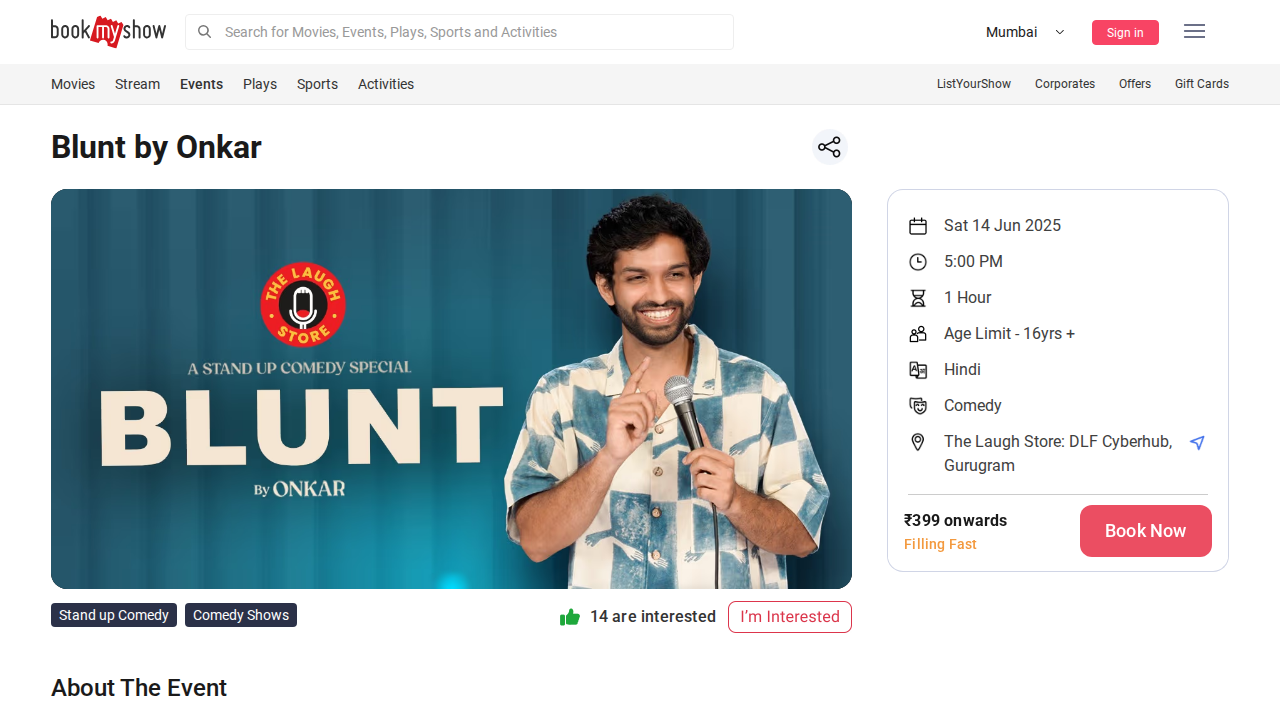 bookmyshow
Search for Movies, Events, Plays, Sports and Activities
Mumbai
Sign in
Movies Stream Events Plays Sports Activities
ListYourShow Corporates Offers Gift Cards
Blunt by Onkar
THE LAUGH STORE
A STAND UP COMEDY SPECIAL
BLUNT
By ONKAR
Sat 14 Jun 2025
5:00 PM
1 Hour
Age Limit - 16yrs +
Hindi
Comedy
The Laugh Store: DLF Cyberhub,
Gurugram
₹399 onwards
Filling Fast
Book Now
Stand up Comedy
Comedy Shows
14 are interested
I’m Interested
About The Event